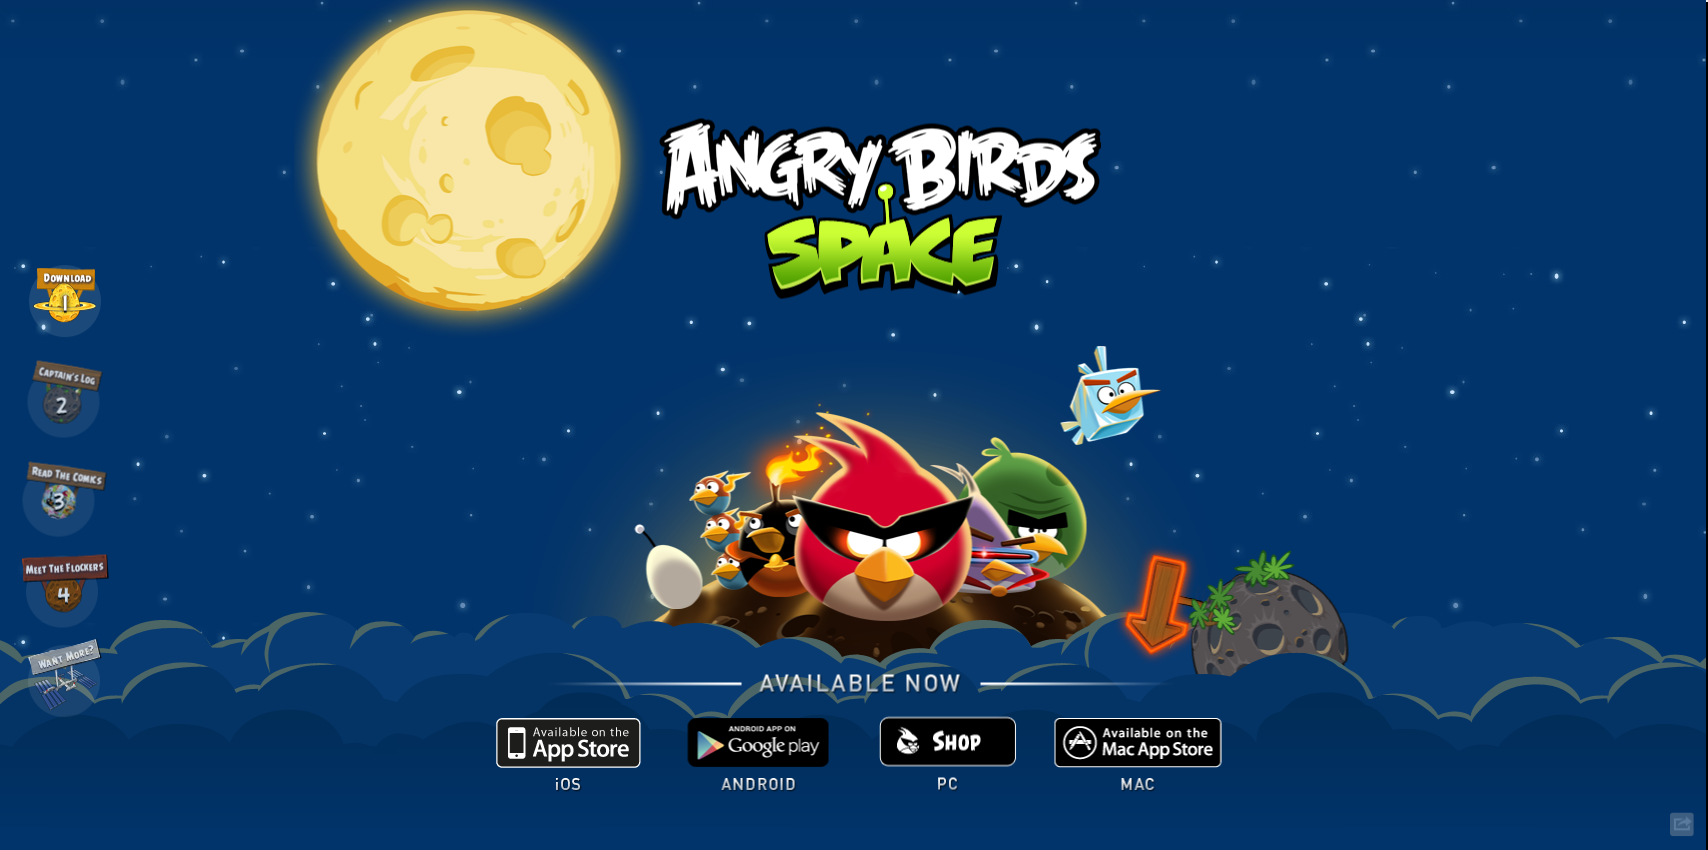 ANGRY BIRDS
SPACE
DOWNLOAD
1
CAPTAIN'S LOG
2
READ THE COMICS
3
MEET THE FLOCKERS
4
WANT MORE?
AVAILABLE NOW
Available on the
App Store
iOS
ANDROID APP ON
Google play
ANDROID
SHOP
PC
Available on the
Mac App Store
MAC